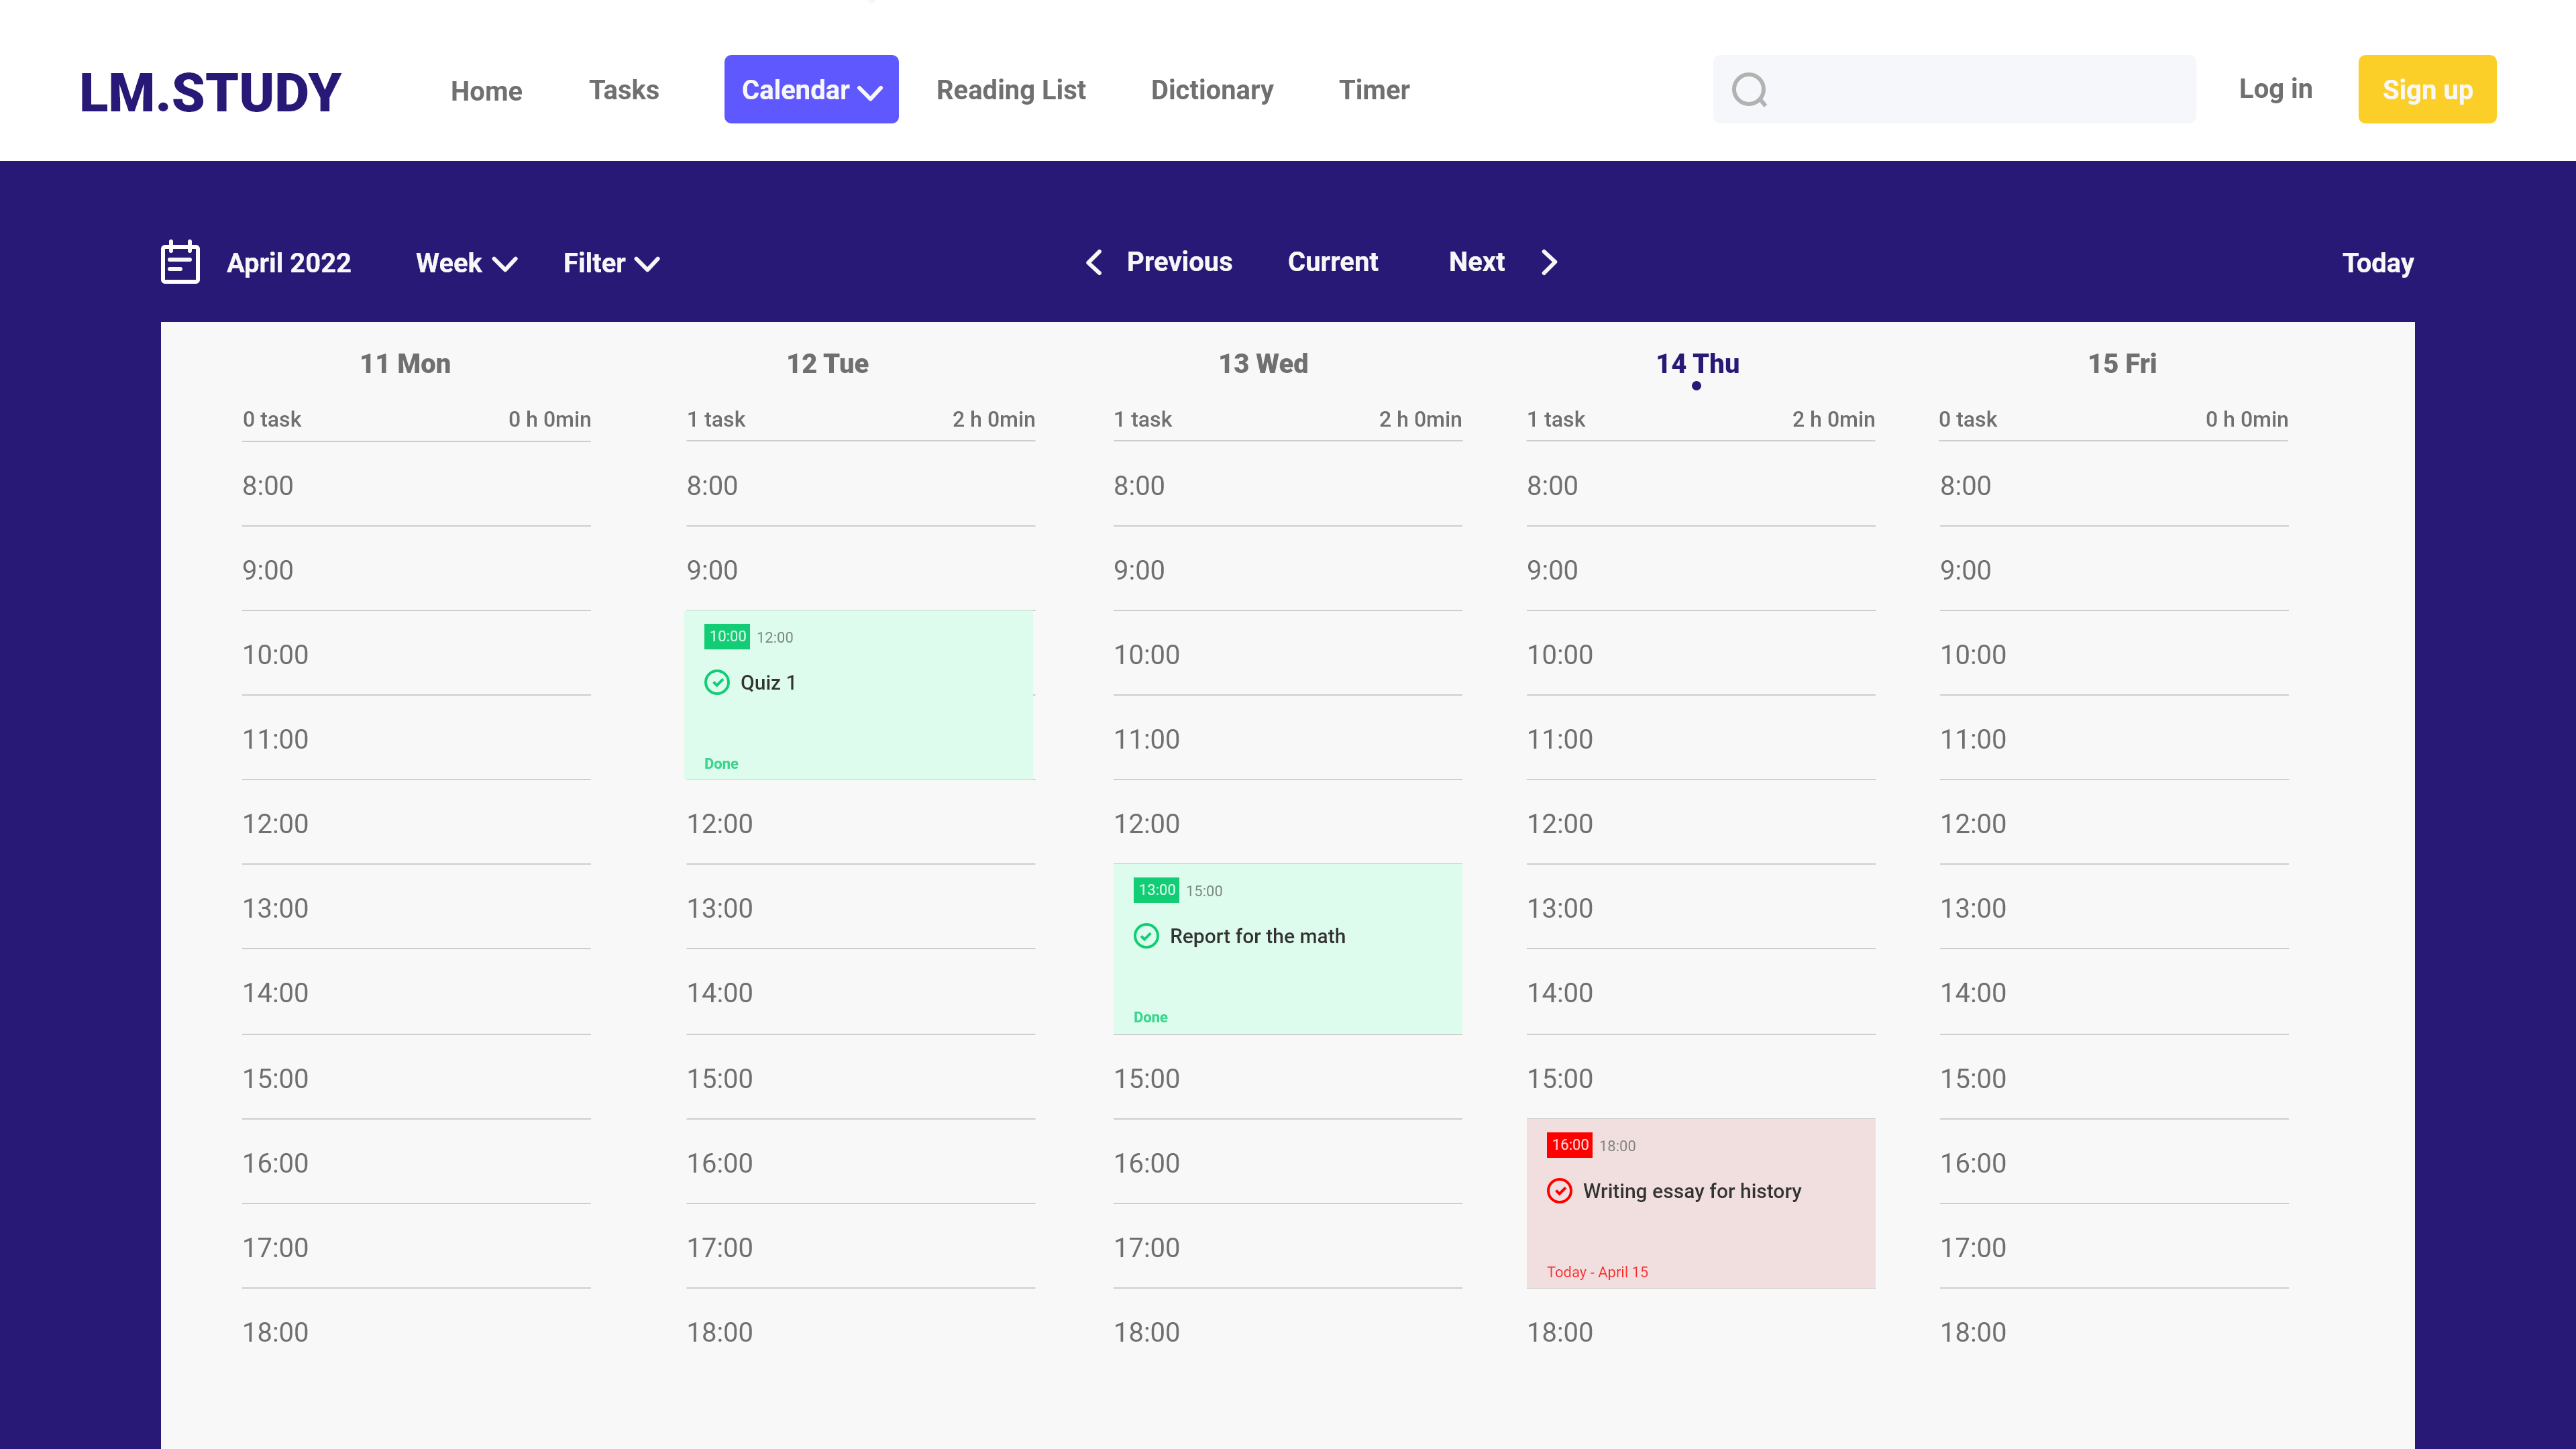 LM.STUDY Home Tasks Calendar Reading List Dictionary Timer Log in Sign up
April 2022 Week Filter Previous Current Next Today
11 Mon 12 Tue 13 Wed 14 Thu 15 Fri
0 task 0 h 0min 1 task 2 h 0min 1 task 2 h 0min 1 task 2 h 0min 0 task 0 h 0min
8:00 8:00 8:00 8:00 8:00
9:00 9:00 9:00 9:00 9:00
10:00 12:00
10:00 10:00 10:00 10:00
Quiz 1
11:00 11:00 11:00 11:00
Done
12:00 12:00 12:00 12:00 12:00
13:00 15:00
13:00 13:00 13:00 13:00
Report for the math
14:00 14:00 14:00 14:00
Done
15:00 15:00 15:00 15:00 15:00
16:00 18:00
16:00 16:00 16:00 16:00
Writing essay for history
17:00 17:00 17:00 17:00
Today - April 15
18:00 18:00 18:00 18:00 18:00